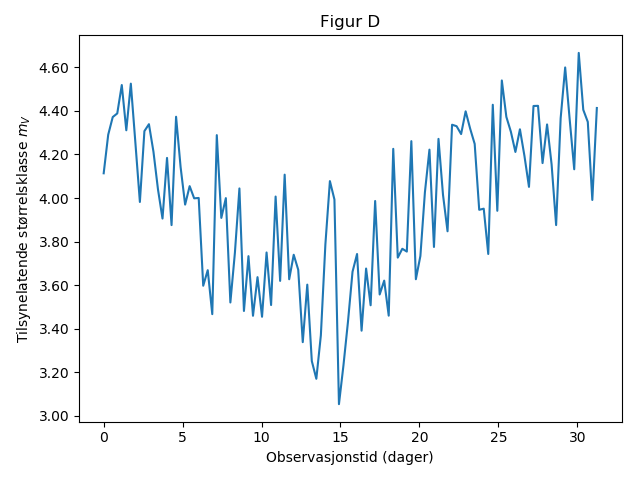 Figur D
Tilsynelatende størrelsklasse $m_V$
4.60
4.40
4.20
4.00
3.80
3.60
3.40
3.20
3.00
0 5 10 15 20 25 30
Observasjonstid (dager)